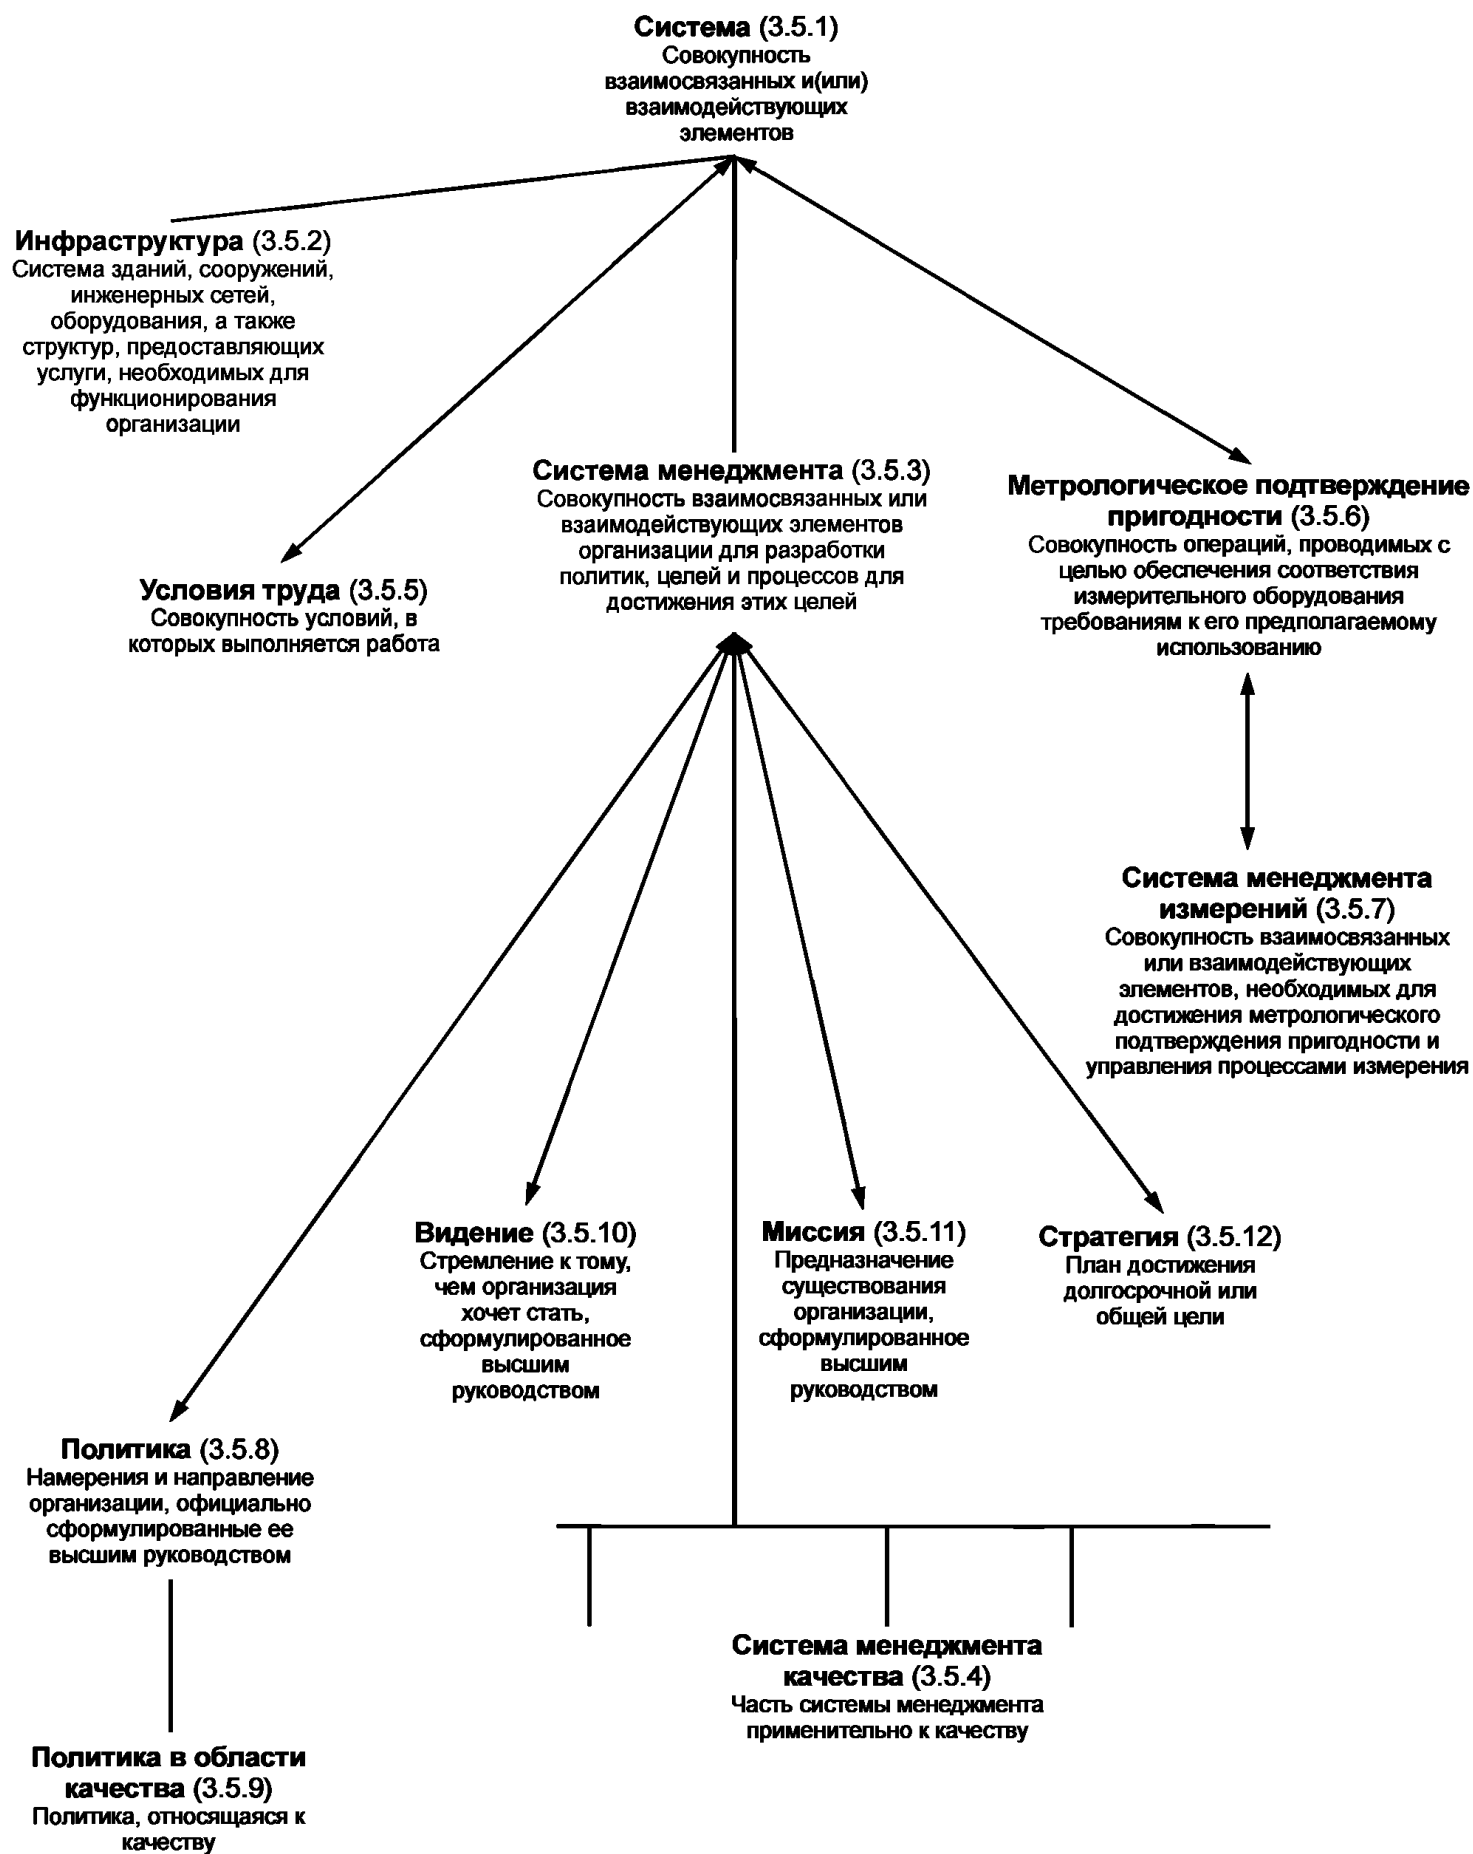 Система (3.5.1)
Совокупность
взаимосвязанных и(или)
взаимодействующих
элементов
Инфраструктура (3.5.2)
Система зданий, сооружений,
инженерных сетей,
оборудования, а также
структур, предоставляющих
услуги, необходимых для
функционирования
организации
Система менеджмента (3.5.3)
Совокупность взаимосвязанных или
взаимодействующих элементов
организации для разработки
политик, целей и процессов для
достижения этих целей
Метрологическое подтверждение
пригодности (3.5.6)
Совокупность операций, проводимых с
целью обеспечения соответствия
измерительного оборудования
требованиям к его предполагаемому
использованию
Условия труда (3.5.5)
Совокупность условий, в
которых выполняется работа
Система менеджмента
измерений (3.5.7)
Совокупность взаимосвязанных
или взаимодействующих
элементов, необходимых для
достижения метрологического
подтверждения пригодности и
управления процессами измерения
Видение (3.5.10)
Стремление к тому,
чем организация
хочет стать,
сформулированное
высшим
руководством
Миссия (3.5.11)
Предназначение
существования
организации,
сформулированное
высшим
руководством
Стратегия (3.5.12)
План достижения
долгосрочной или
общей цели
Политика (3.5.8)
Намерения и направление
организации, официально
сформулированные ее
высшим руководством
Система менеджмента
качества (3.5.4)
Часть системы менеджмента
применительно к качеству
Политика в области
качества (3.5.9)
Политика, относящаяся к
качеству